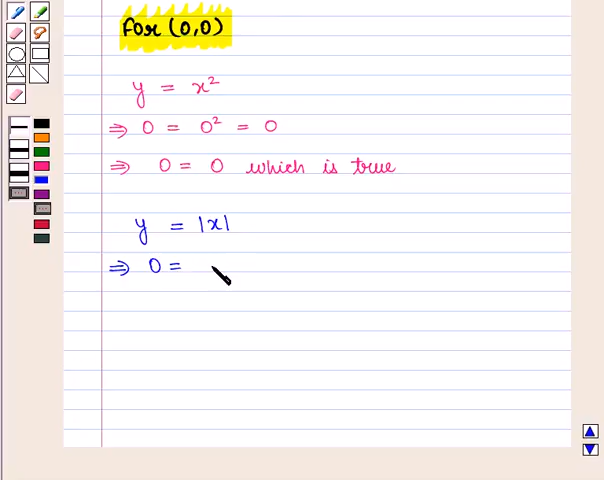 For (0,0)
y = x²
⇒ 0 = 0² = 0
⇒ 0 = 0 which is true
y = |x|
⇒ 0 =